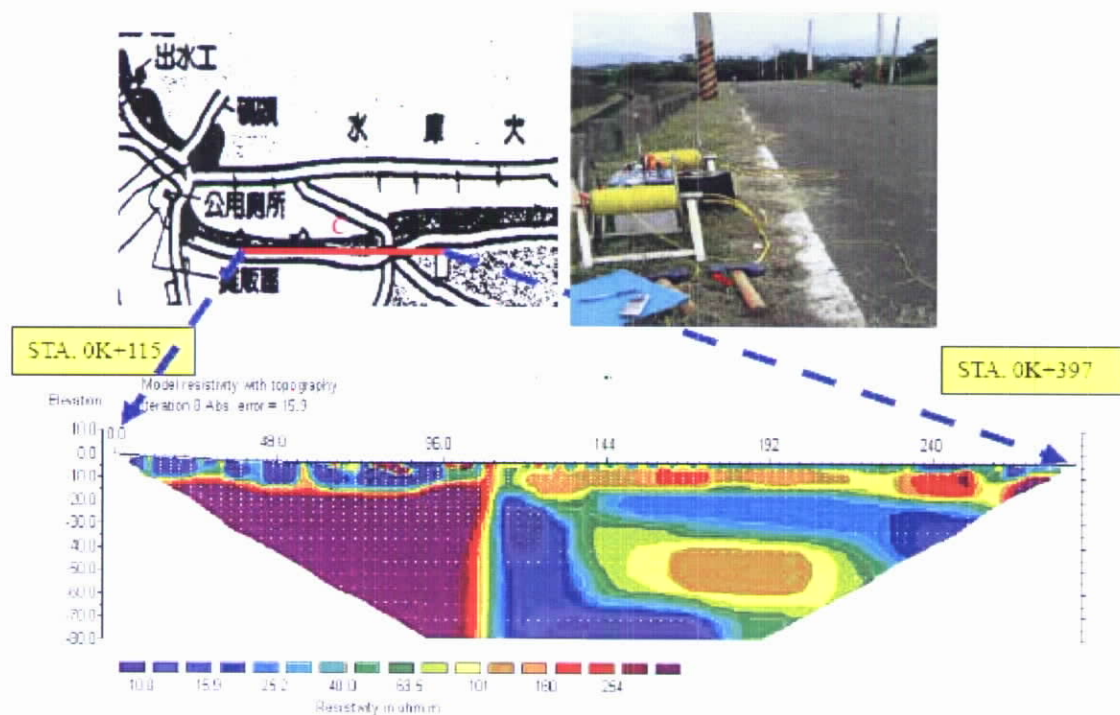 出水工
水 庫 大
公用廁所
C
STA. 0K+115
STA. 0K+397
Model resistivity with topography
Iteration 8 Abs. error = 15.9
Elevation
10.0
0.0
0.0
48.0
96.0
144
192
240
-10.0
-20.0
-30.0
-40.0
-50.0
-60.0
-70.0
-80.0
10.0
15.9
25.2
40.0
63.5
101
160
254
Resistivity in ohm.m